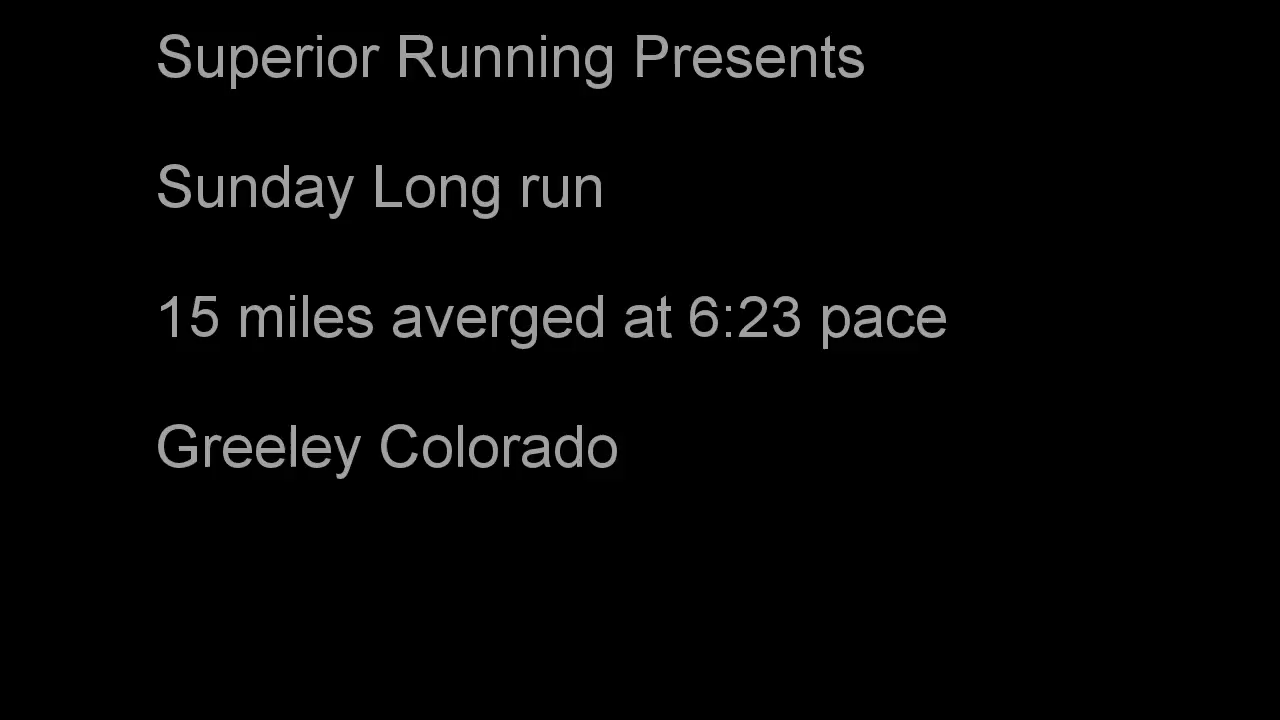 Superior Running Presents
Sunday Long run
15 miles averged at 6:23 pace
Greeley Colorado